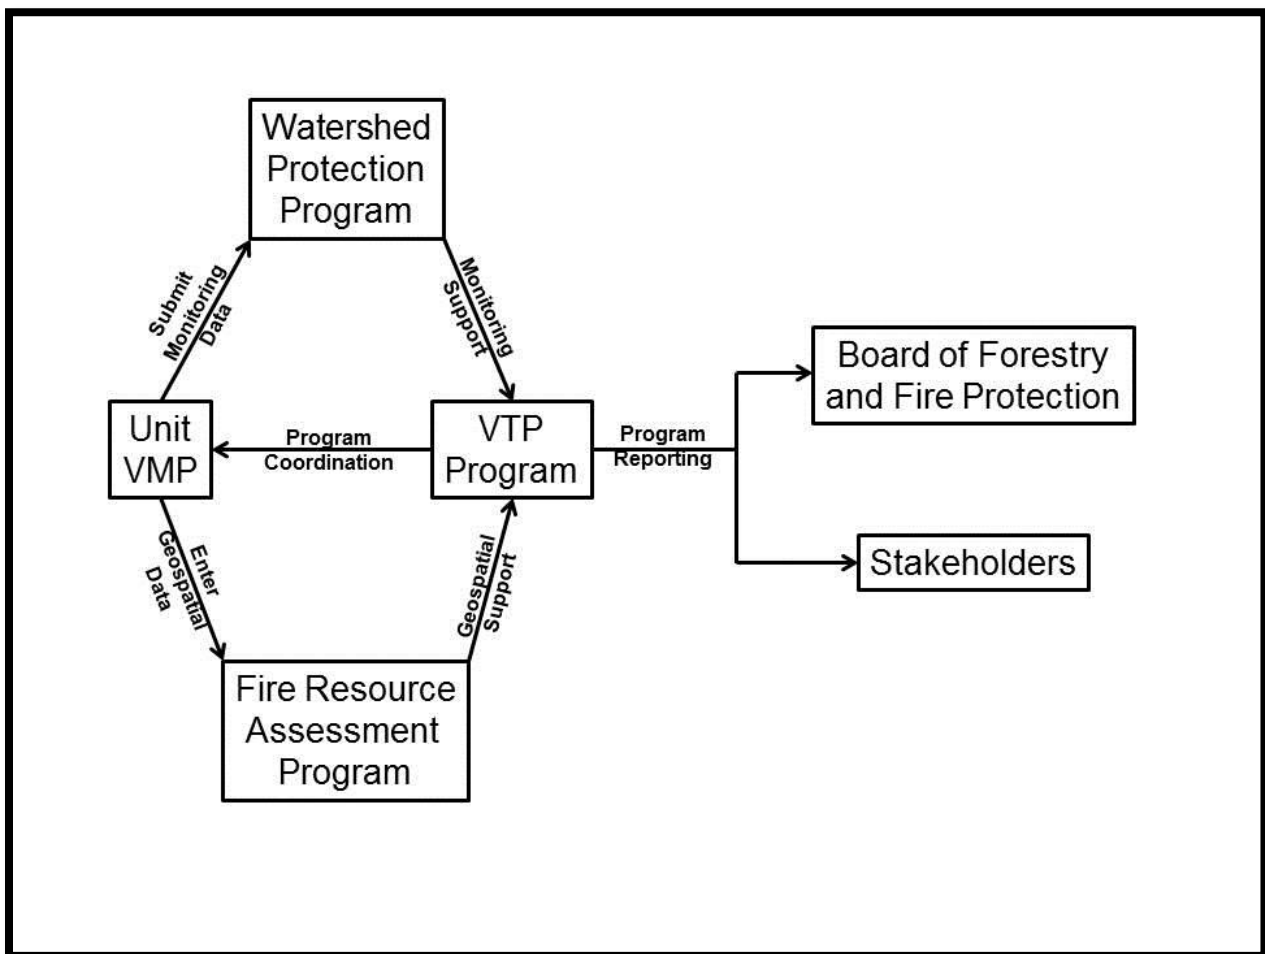 Watershed
Protection
Program
Submit
Monitoring
Data
Monitoring
Support
Unit
VMP
Program
Coordination
VTP
Program
Program
Reporting
Board of Forestry
and Fire Protection
Stakeholders
Enter
Geospatial
Data
Geospatial
Support
Fire Resource
Assessment
Program